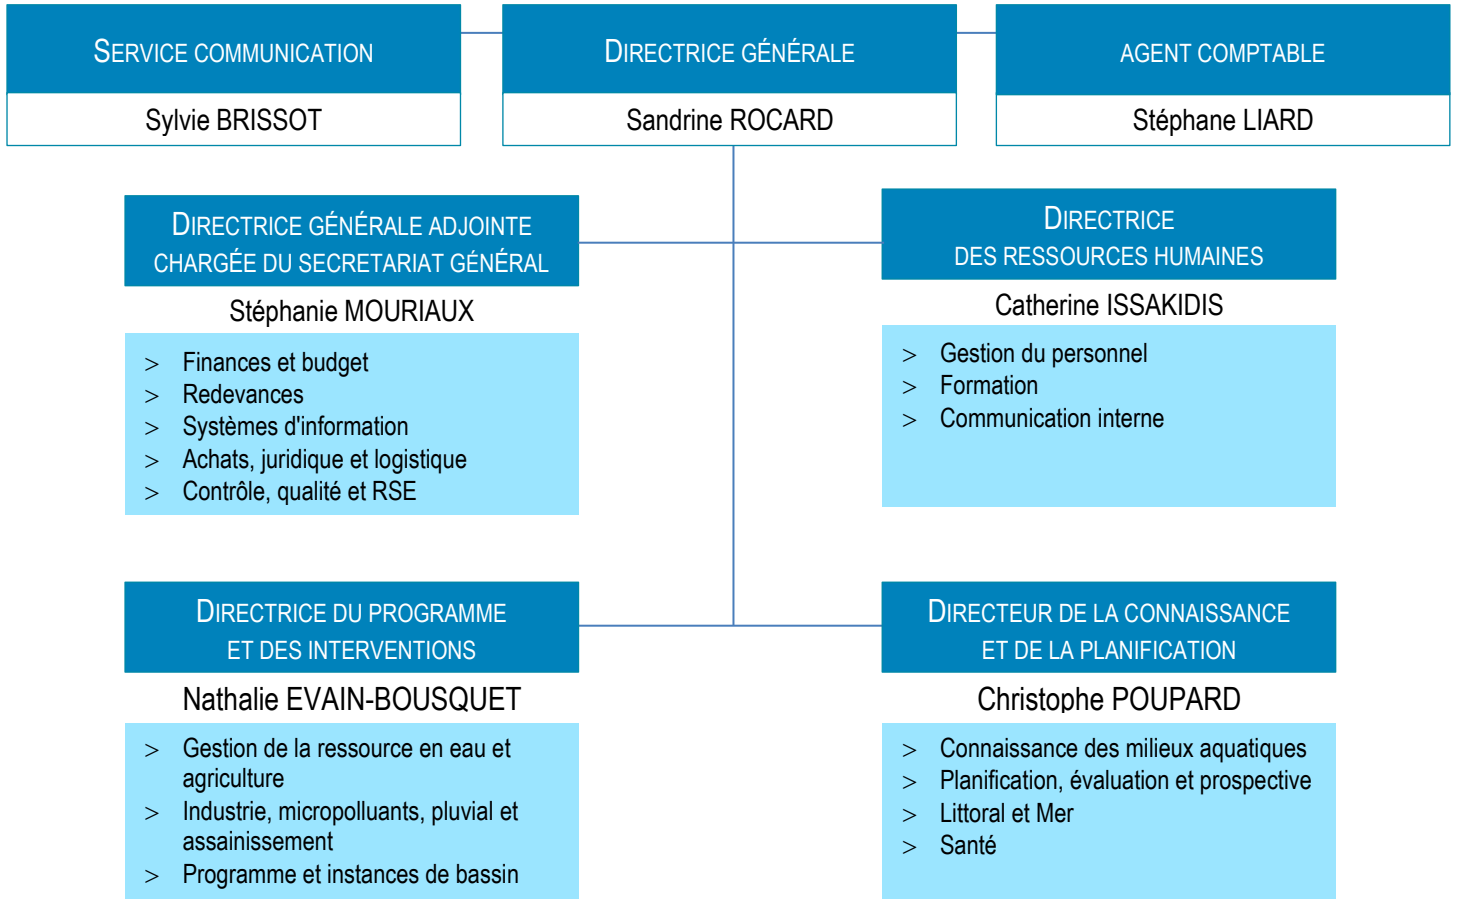 SERVICE COMMUNICATION
Sylvie BRISSOT
DIRECTRICE GÉNÉRALE
Sandrine ROCARD
AGENT COMPTABLE
Stéphane LIARD
DIRECTRICE GÉNÉRALE ADJOINTE
CHARGÉE DU SECRETARIAT GÉNÉRAL
Stéphanie MOURIAUX
> Finances et budget
> Redevances
> Systèmes d'information
> Achats, juridique et logistique
> Contrôle, qualité et RSE
DIRECTRICE
DES RESSOURCES HUMAINES
Catherine ISSAKIDIS
> Gestion du personnel
> Formation
> Communication interne
DIRECTRICE DU PROGRAMME
ET DES INTERVENTIONS
Nathalie EVAIN-BOUSQUET
> Gestion de la ressource en eau et
agriculture
> Industrie, micropolluants, pluvial et
assainissement
> Programme et instances de bassin
DIRECTEUR DE LA CONNAISSANCE
ET DE LA PLANIFICATION
Christophe POUPARD
> Connaissance des milieux aquatiques
> Planification, évaluation et prospective
> Littoral et Mer
> Santé